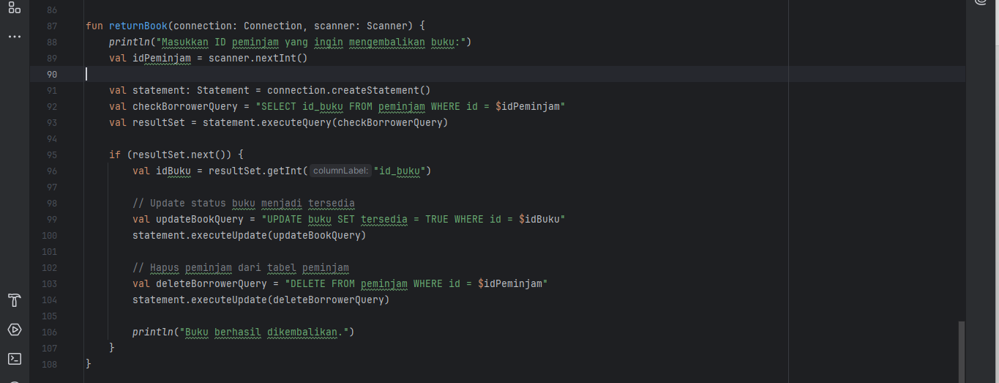 86
87 fun returnBook(connection: Connection, scanner: Scanner) {
88 println("Masukkan ID peminjam yang ingin mengembalikan buku:")
89 val idPeminjam = scanner.nextInt()
90
91 val statement: Statement = connection.createStatement()
92 val checkBorrowerQuery = "SELECT id_buku FROM peminjam WHERE id = $idPeminjam"
93 val resultSet = statement.executeQuery(checkBorrowerQuery)
94
95 if (resultSet.next()) {
96 val idBuku = resultSet.getInt( columnLabel: "id_buku")
97
98 // Update status buku menjadi tersedia
99 val updateBookQuery = "UPDATE buku SET tersedia = TRUE WHERE id = $idBuku"
100 statement.executeUpdate(updateBookQuery)
101
102 // Hapus peminjam dari tabel peminjam
103 val deleteBorrowerQuery = "DELETE FROM peminjam WHERE id = $idPeminjam"
104 statement.executeUpdate(deleteBorrowerQuery)
105
106 println("Buku berhasil dikembalikan.")
107 }
108 }